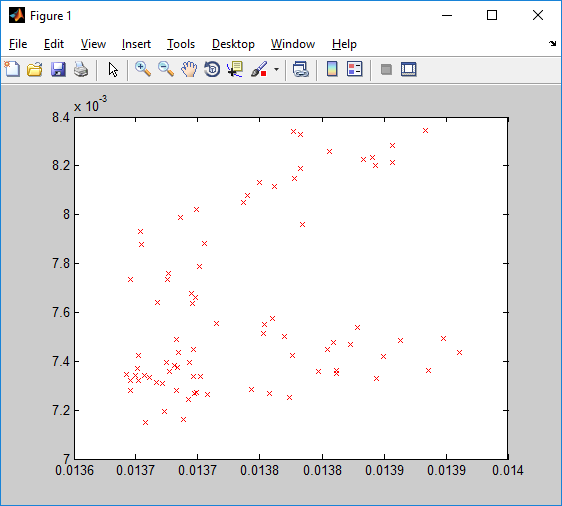 Figure 1
File Edit View Insert Tools Desktop Window Help
x 10-3
8.4
8.2
8
7.8
7.6
7.4
7.2
7
0.0136 0.0137 0.0137 0.0138 0.0138 0.0139 0.0139 0.014